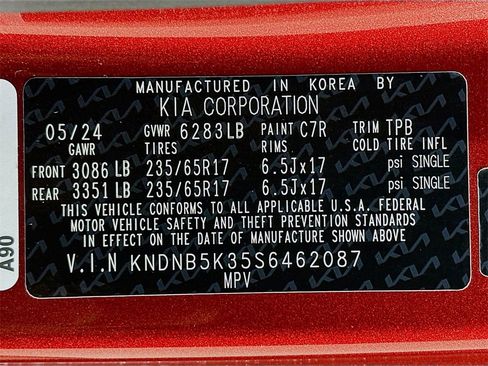 MANUFACTURED IN KOREA BY
KIA CORPORATION
05/24 GVWR 6283LB PAINT C7R TRIM TPB
GAWR TIRES RIMS COLD TIRE INFL
FRONT 3086 LB 235/65R17 6.5Jx17 psi SINGLE
REAR 3351 LB 235/65R17 6.5Jx17 psi SINGLE
THIS VEHICLE CONFORMS TO ALL APPLICABLE U.S.A. FEDERAL
MOTOR VEHICLE SAFETY AND THEFT PREVENTION STANDARDS
IN EFFECT ON THE DATE OF MANUFACTURE SHOWN ABOVE
V.I.N KNDNB5K35S6462087
MPV
A90